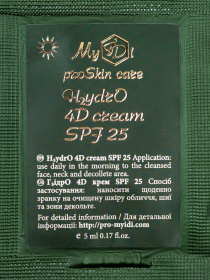 MyIDi
proSkin care
HydrO
4D cream
SPF 25
HydrO 4D cream SPF 25 Application:
use daily in the morning to the cleansed
face, neck and decollete area.
ГідрО 4D крем SPF 25 Спосіб
застосування: наносити щоденно
зранку на очищену шкіру обличчя, шиї
та зони декольте.
For detailed information / Для детальної
інформації: http://pro-myidi.com
e 5 ml 0.17 fl.oz.